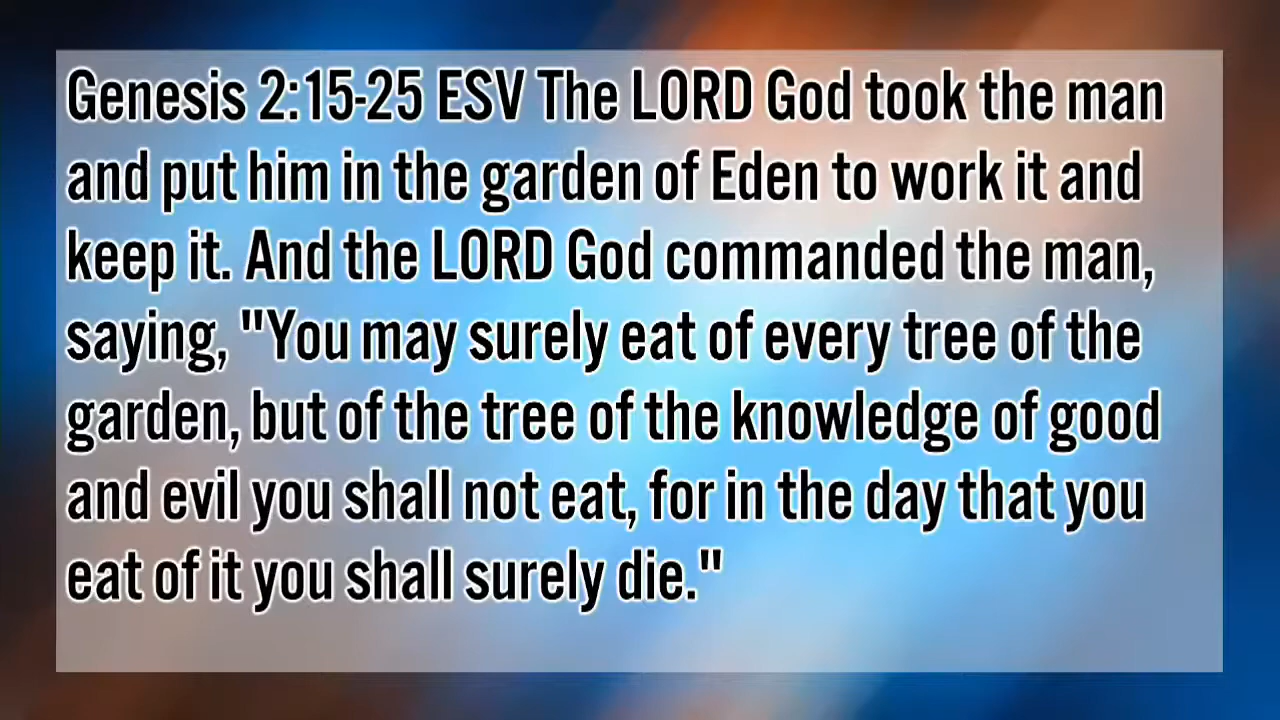 Genesis 2:15-25 ESV The LORD God took the man
and put him in the garden of Eden to work it and
keep it. And the LORD God commanded the man,
saying, "You may surely eat of every tree of the
garden, but of the tree of the knowledge of good
and evil you shall not eat, for in the day that you
eat of it you shall surely die."